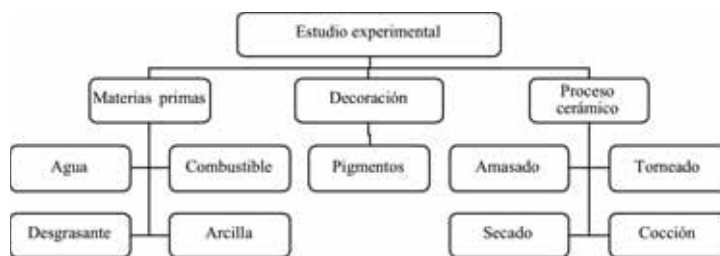 Estudio experimental
Materias primas
Decoración
Proceso
cerámico
Agua
Combustible
Pigmentos
Amasado
Torneado
Desgrasante
Arcilla
Secado
Cocción